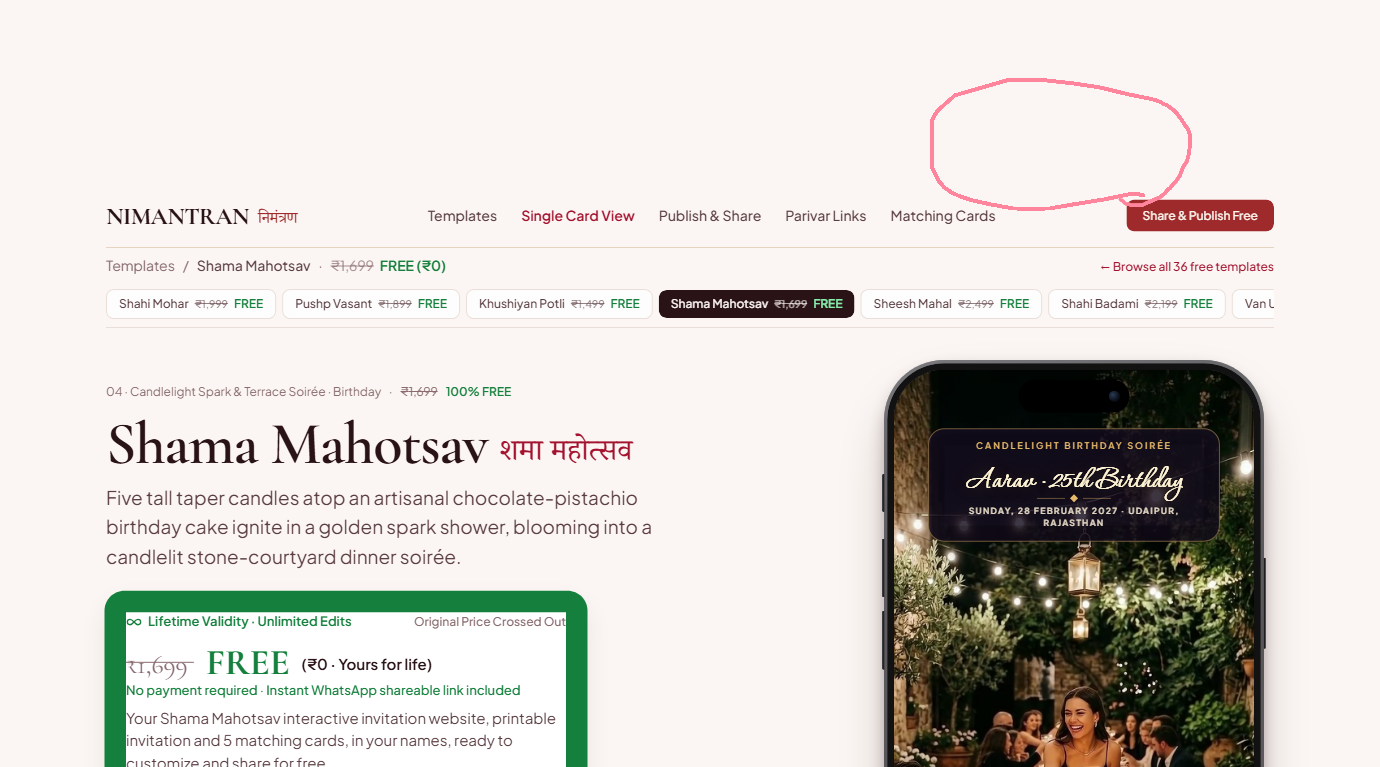 NIMANTRAN निमंत्रण
Templates Single Card View Publish & Share Parivar Links Matching Cards Share & Publish Free
Templates / Shama Mahotsav · ₹1,699 FREE (₹0) ← Browse all 36 free templates
Shahi Mohar ₹1,999 FREE Pushp Vasant ₹1,899 FREE Khushiyan Potli ₹1,499 FREE Shama Mahotsav ₹1,699 FREE Sheesh Mahal ₹2,499 FREE Shahi Badami ₹2,199 FREE Van
04 · Candlelight Spark & Terrace Soirée · Birthday · ₹1,699 100% FREE
Shama Mahotsav शमा महोत्सव
Five tall taper candles atop an artisanal chocolate-pistachio
birthday cake ignite in a golden spark shower, blooming into a
candlelit stone-courtyard dinner soirée.
∞ Lifetime Validity · Unlimited Edits Original Price Crossed Out
₹1,699 FREE (₹0 · Yours for life)
No payment required · Instant WhatsApp shareable link included
Your Shama Mahotsav interactive invitation website, printable
invitation and 5 matching cards, in your names, ready to
customize and share for free.
CANDLELIGHT BIRTHDAY SOIRÉE
Aarav · 25th Birthday
SUNDAY, 28 FEBRUARY 2027 · UDAIPUR,
RAJASTHAN